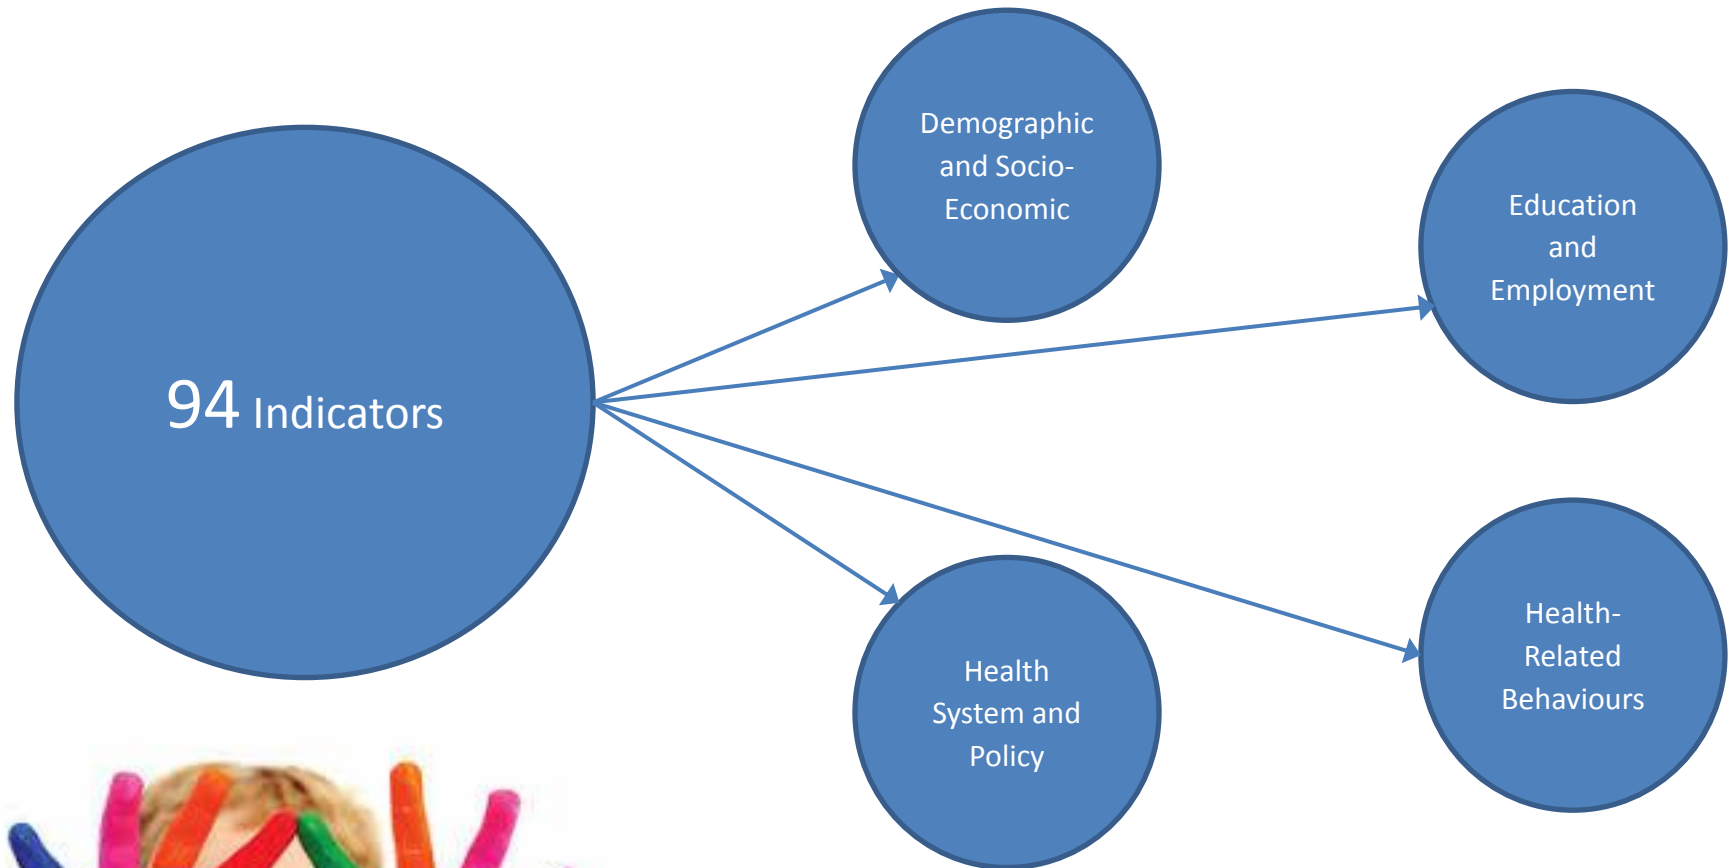 94 Indicators
Demographic
and Socio-
Economic
Education
and
Employment
Health
System and
Policy
Health-
Related
Behaviours